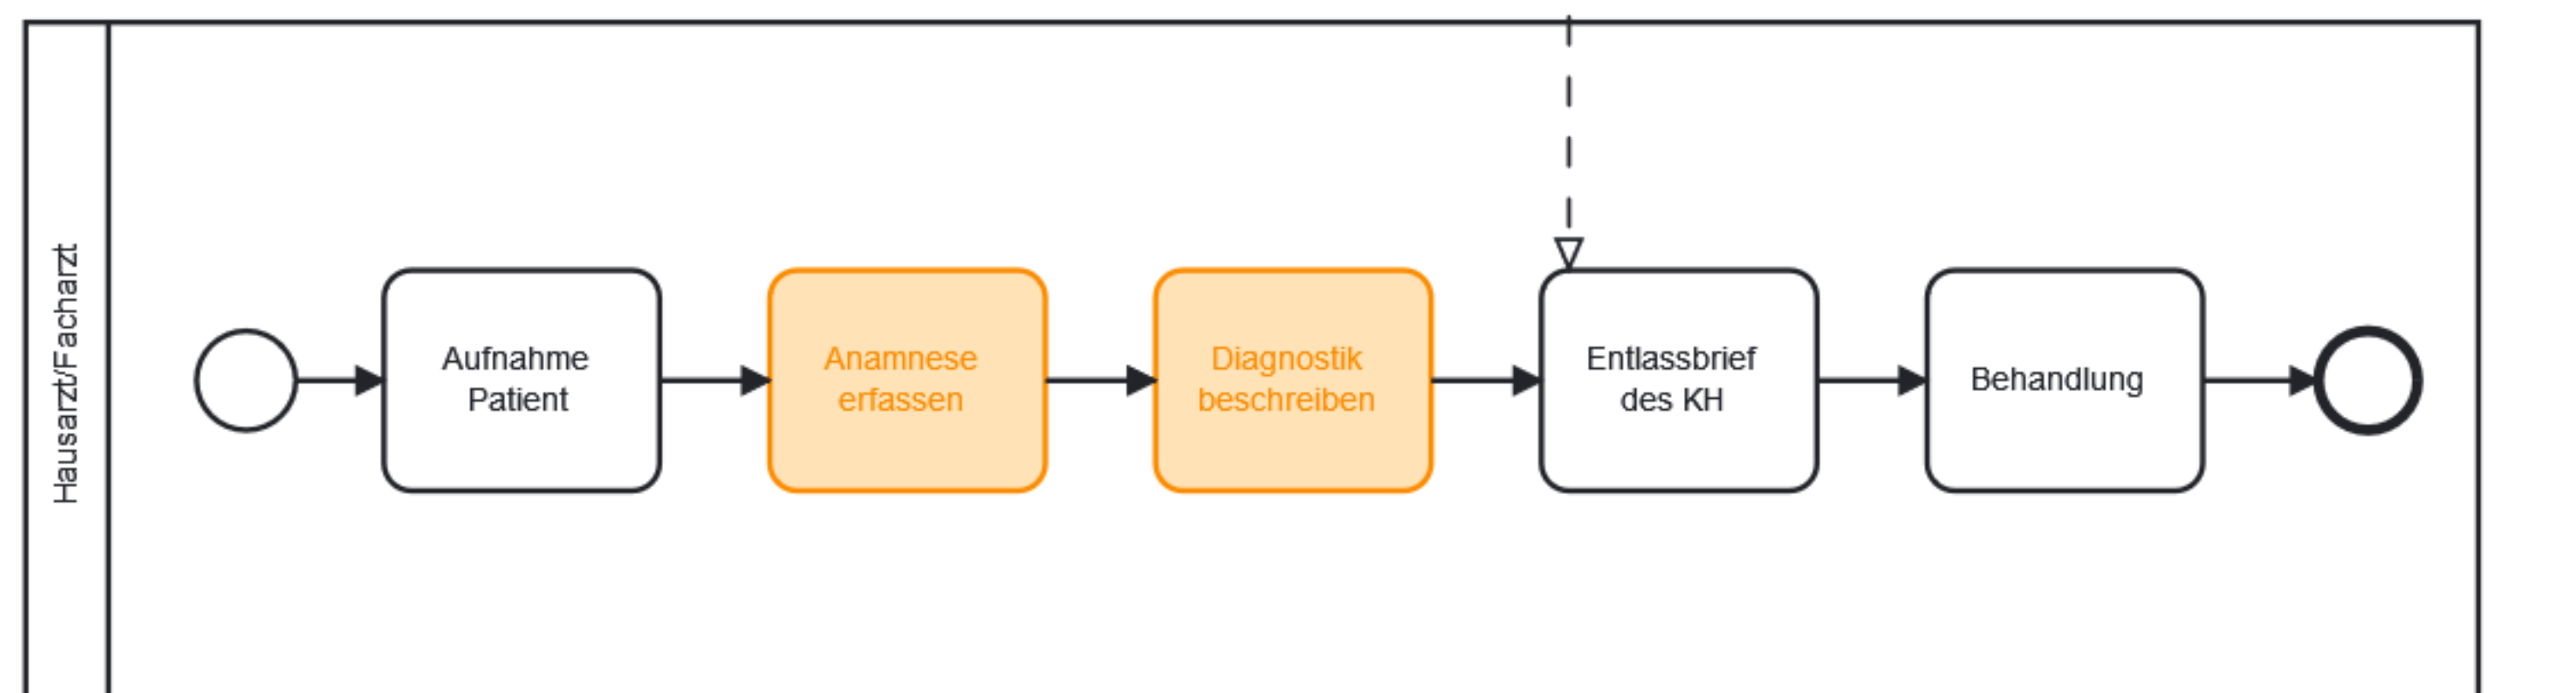 Hausarzt/Facharzt
Aufnahme
Patient
Anamnese
erfassen
Diagnostik
beschreiben
Entlassbrief
des KH
Behandlung